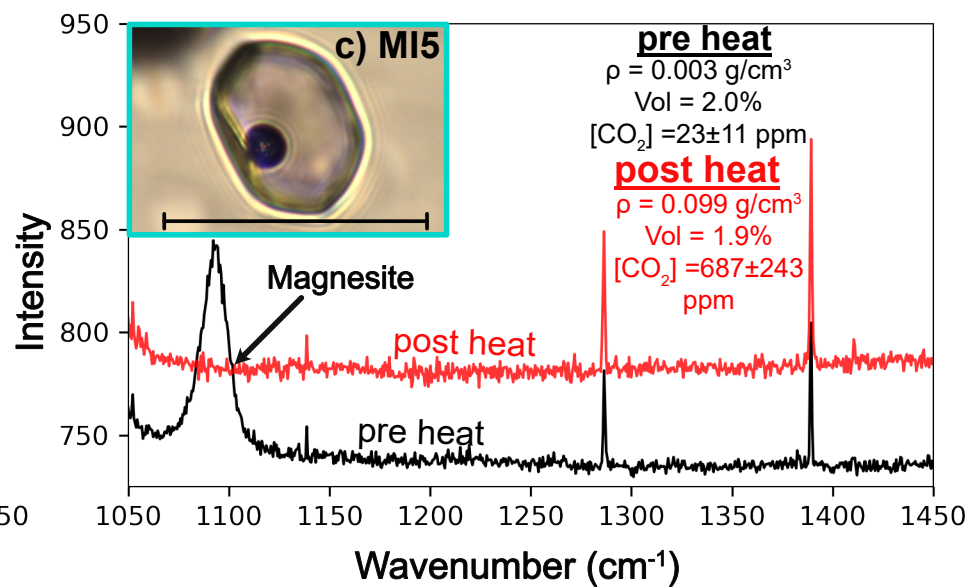 950
c) MI5
pre heat
ρ = 0.003 g/cm³
Vol = 2.0%
[CO₂] =23±11 ppm
900
post heat
ρ = 0.099 g/cm³
Vol = 1.9%
[CO₂] =687±243
ppm
850
Magnesite
Intensity
800
post heat
pre heat
750
50
1050
1100
1150
1200
1250
1300
1350
1400
1450
Wavenumber (cm⁻¹)